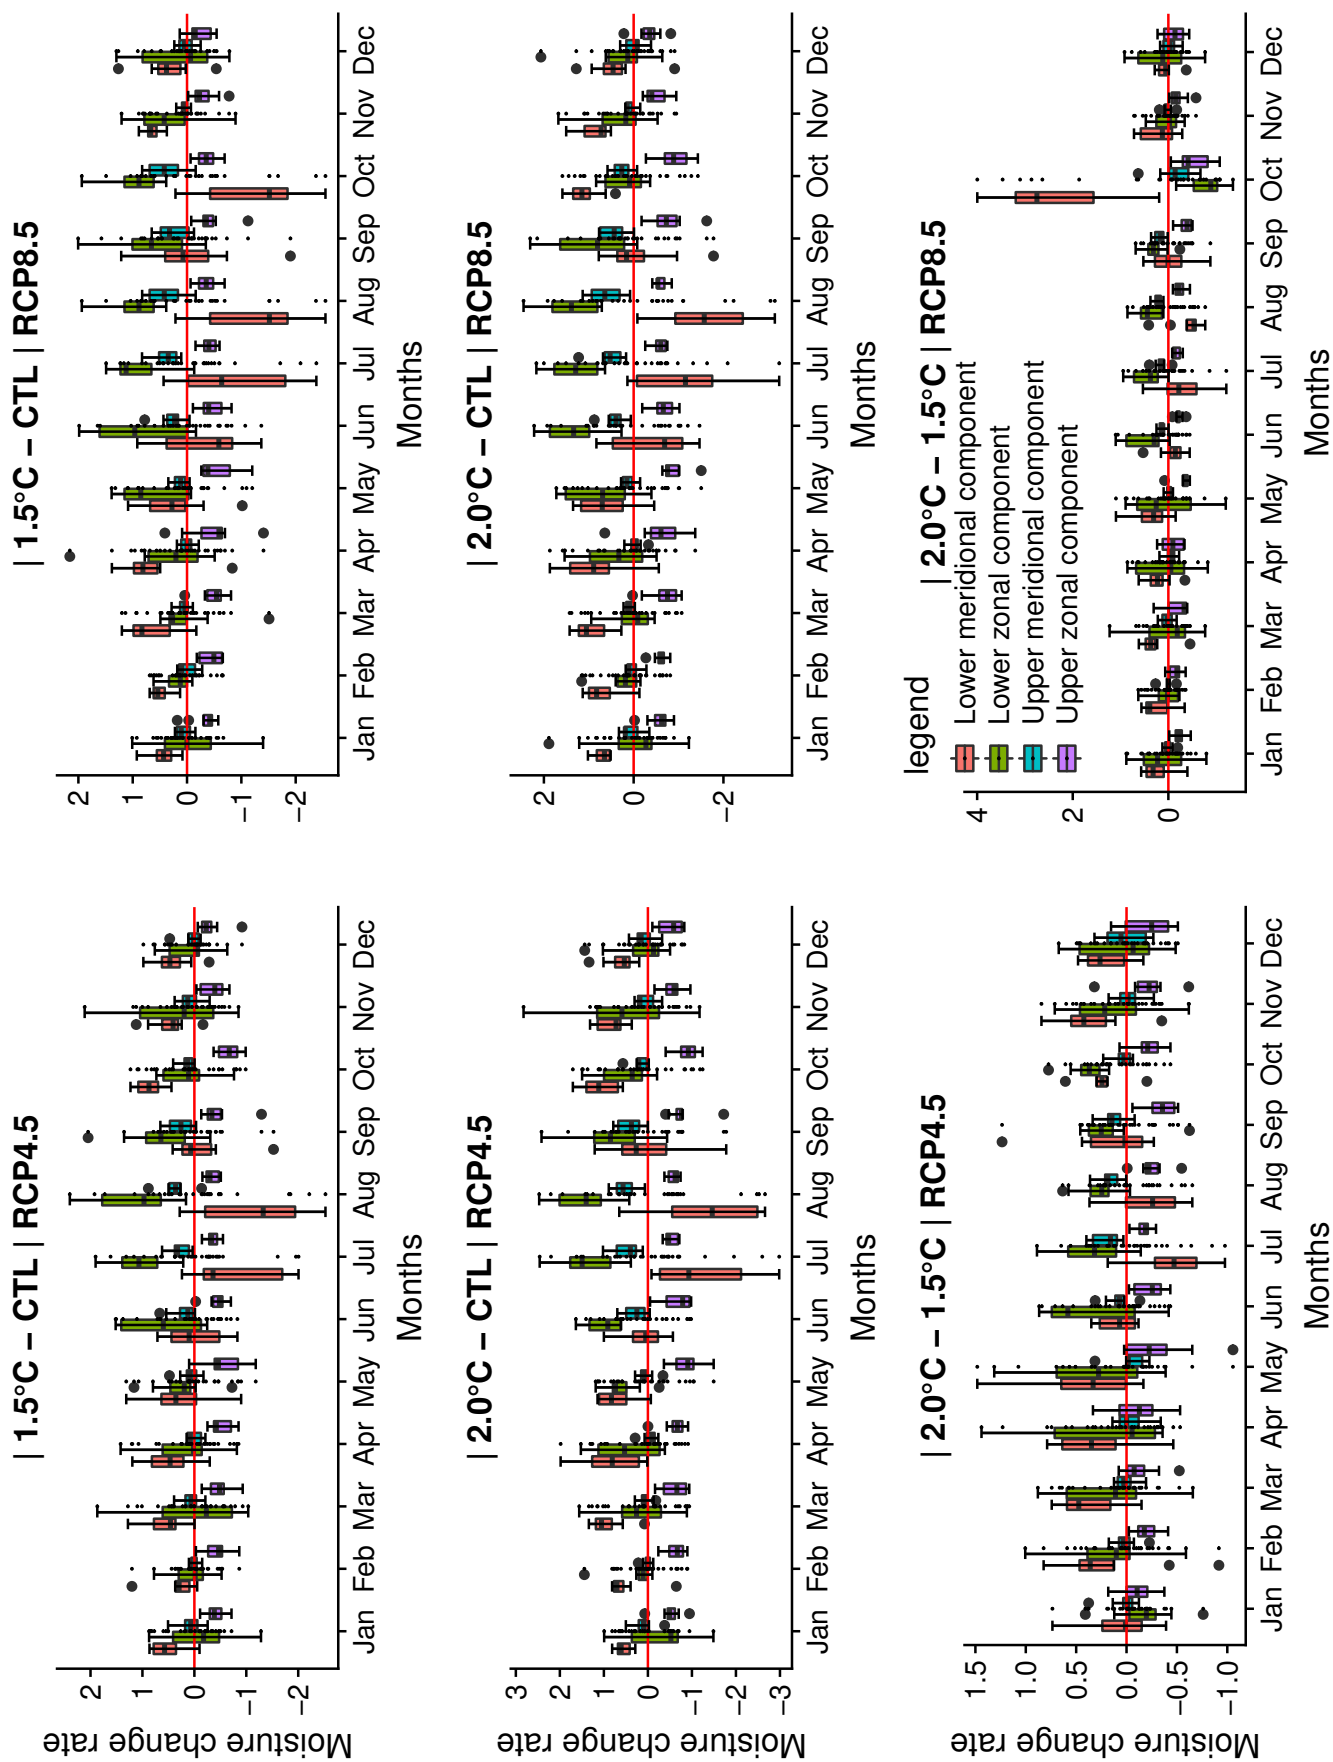 | 1.5°C – CTL | RCP4.5
Moisture change rate
2
1
0
−1
−2
Jan Feb Mar Apr May Jun Jul Aug Sep Oct Nov Dec
Months
| 1.5°C – CTL | RCP8.5
2
1
0
−1
−2
Jan Feb Mar Apr May Jun Jul Aug Sep Oct Nov Dec
Months
| 2.0°C – CTL | RCP4.5
Moisture change rate
3
2
1
0
−1
−2
−3
Jan Feb Mar Apr May Jun Jul Aug Sep Oct Nov Dec
Months
| 2.0°C – CTL | RCP8.5
2
0
−2
Jan Feb Mar Apr May Jun Jul Aug Sep Oct Nov Dec
Months
| 2.0°C – 1.5°C | RCP4.5
Moisture change rate
1.5
1.0
0.5
0.0
−0.5
−1.0
Jan Feb Mar Apr May Jun Jul Aug Sep Oct Nov Dec
Months
| 2.0°C – 1.5°C | RCP8.5
legend
Lower meridional component
Lower zonal component
Upper meridional component
Upper zonal component
4
2
0
Jan Feb Mar Apr May Jun Jul Aug Sep Oct Nov Dec
Months